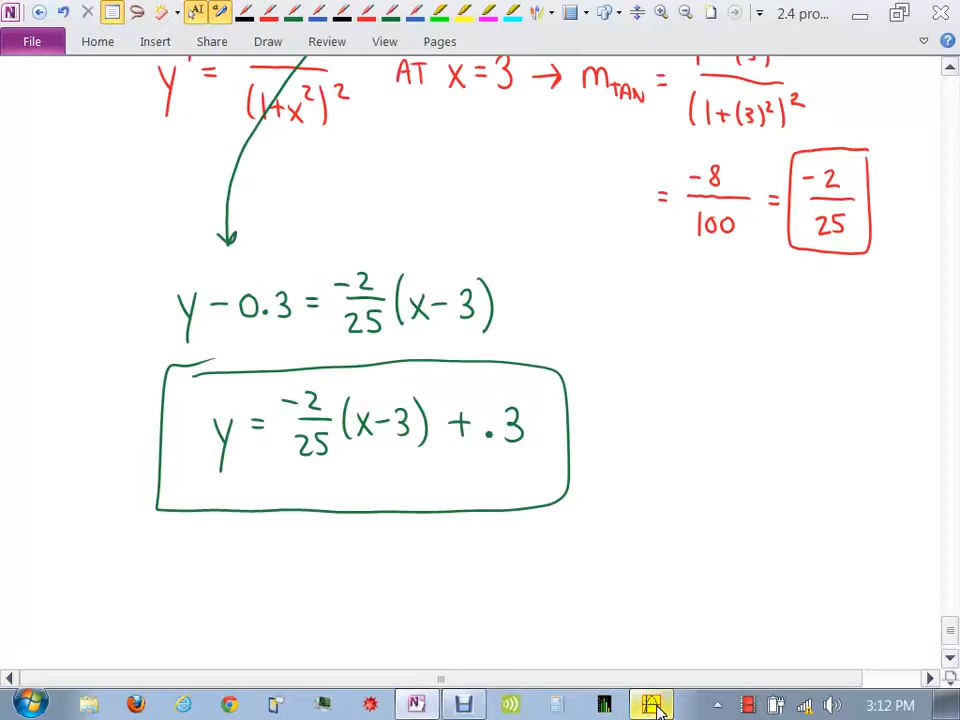 2.4 pro...
File Home Insert Share Draw Review View Pages
y' = / (1+x²)² AT x = 3 → mTAN = / (1+(3)²)²
= -8/100 = -2/25
y - 0.3 = -2/25 (x - 3)
y = -2/25 (x-3) + .3
3:12 PM